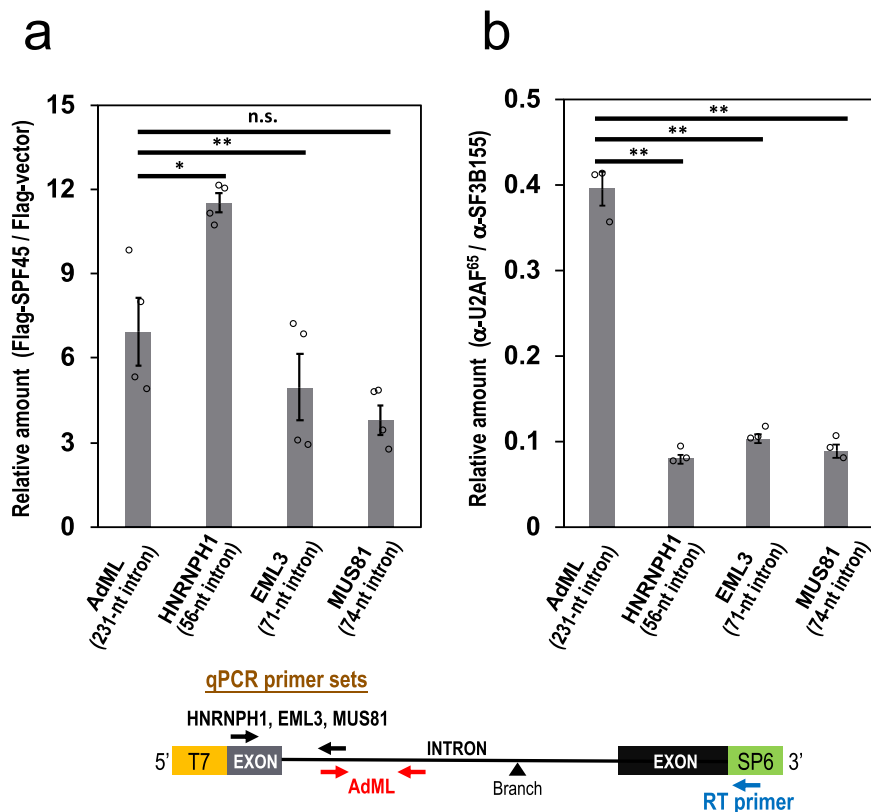 a
Relative amount (Flag-SPF45 / Flag-vector)
15
12
9
6
3
0
n.s.
**
*
AdML
(231-nt intron)
HNRNPH1
(56-nt intron)
EML3
(71-nt intron)
MUS81
(74-nt intron)
b
Relative amount (α-U2AF⁶⁵ / α-SF3B155)
0.5
0.4
0.3
0.2
0.1
0
**
**
**
AdML
(231-nt intron)
HNRNPH1
(56-nt intron)
EML3
(71-nt intron)
MUS81
(74-nt intron)
qPCR primer sets
HNRNPH1, EML3, MUS81
5’ T7 EXON INTRON EXON SP6 3’
AdML
Branch
RT primer